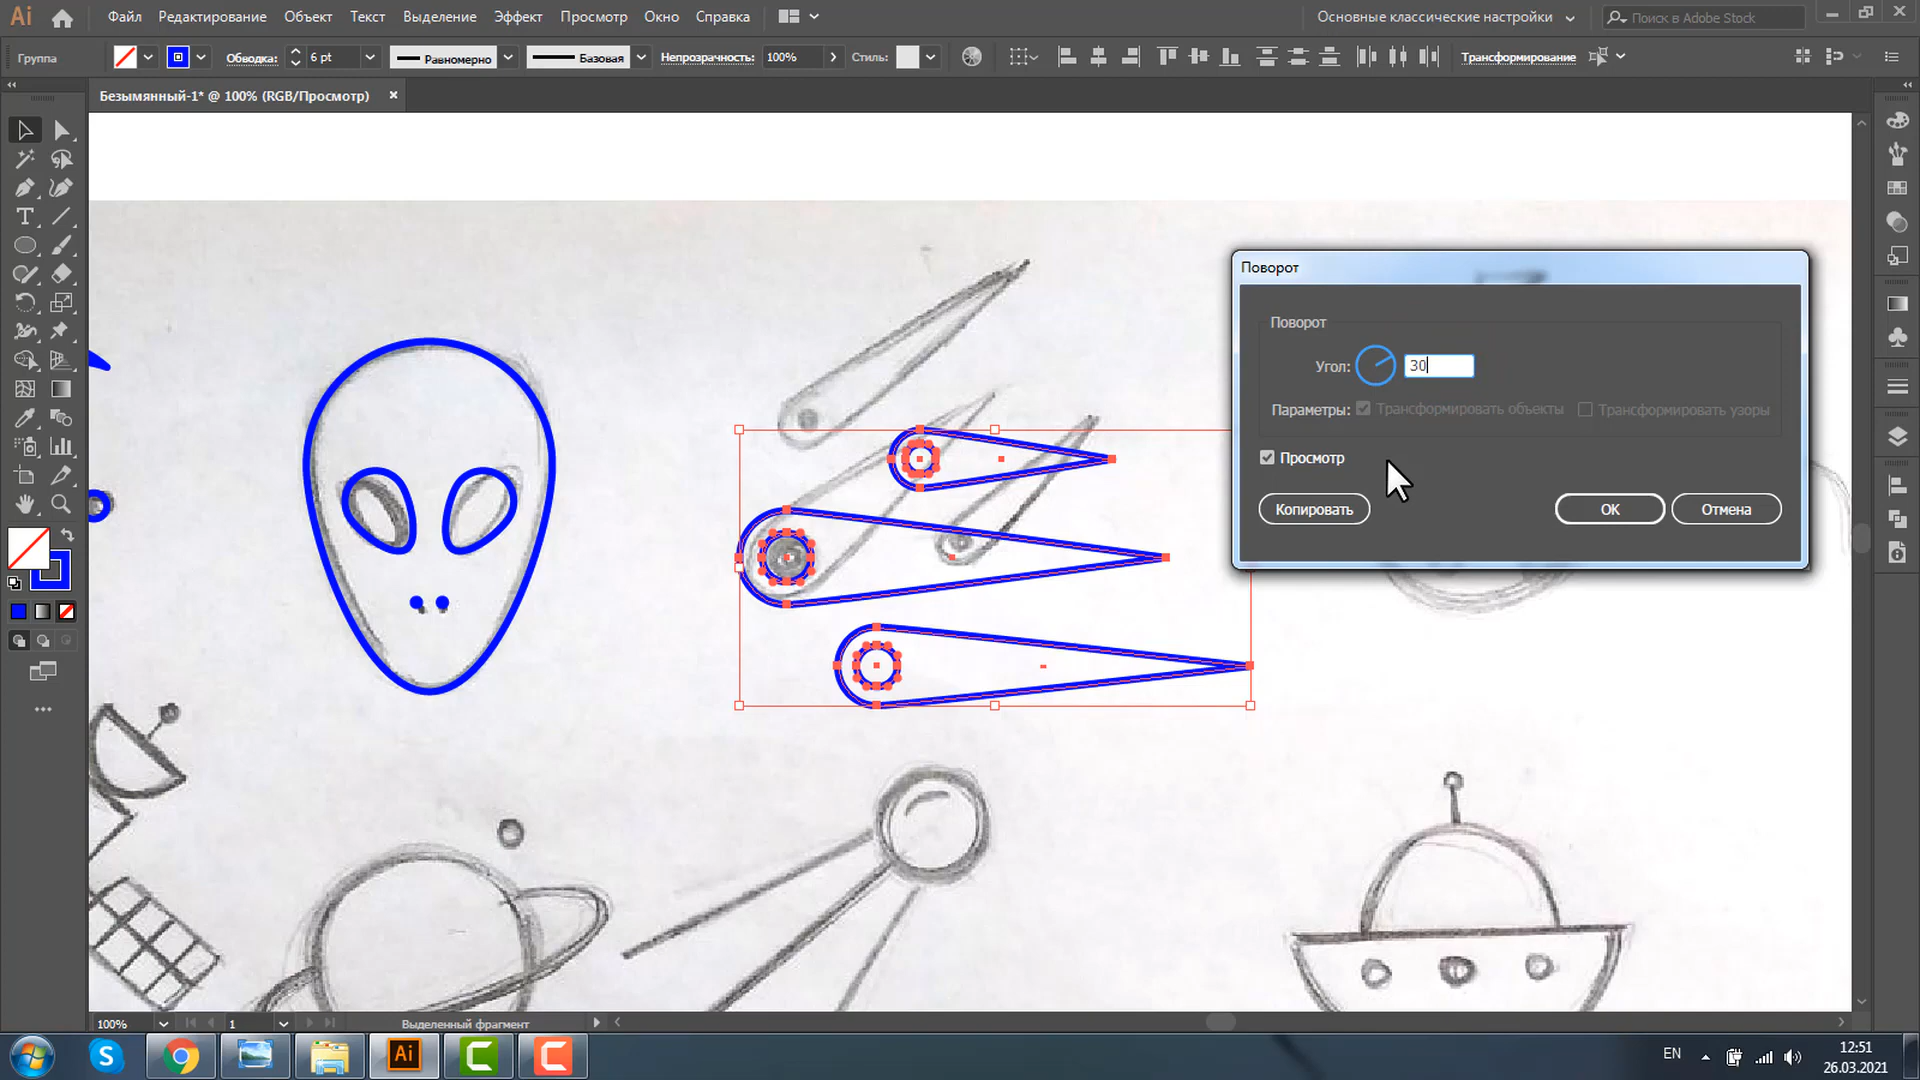 Ai Файл Редактирование Объект Текст Выделение Эффект Просмотр Окно Справка Основные классические настройки Поиск в Adobe Stock
Группа Обводка: 6 pt Равномерно Базовая Непрозрачность: 100% Стиль: Трансформирование
Безымянный-1* @ 100% (RGB/Просмотр) ×
Поворот
Поворот
Угол: 30
Параметры: Трансформировать объекты Трансформировать узоры
Просмотр
Копировать OK Отмена
100% 1 Выделенный фрагмент
Ai EN 12:51
26.03.2021